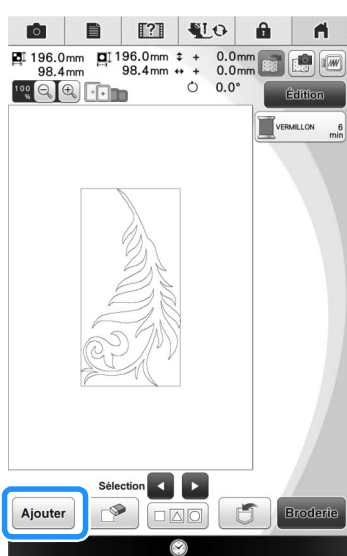 196.0mm 196.0mm + 0.0mm
98.4mm 98.4mm + 0.0mm
100 % 0.0°
Édition
VERMILLON 6 min
Sélection
Ajouter
Broderie